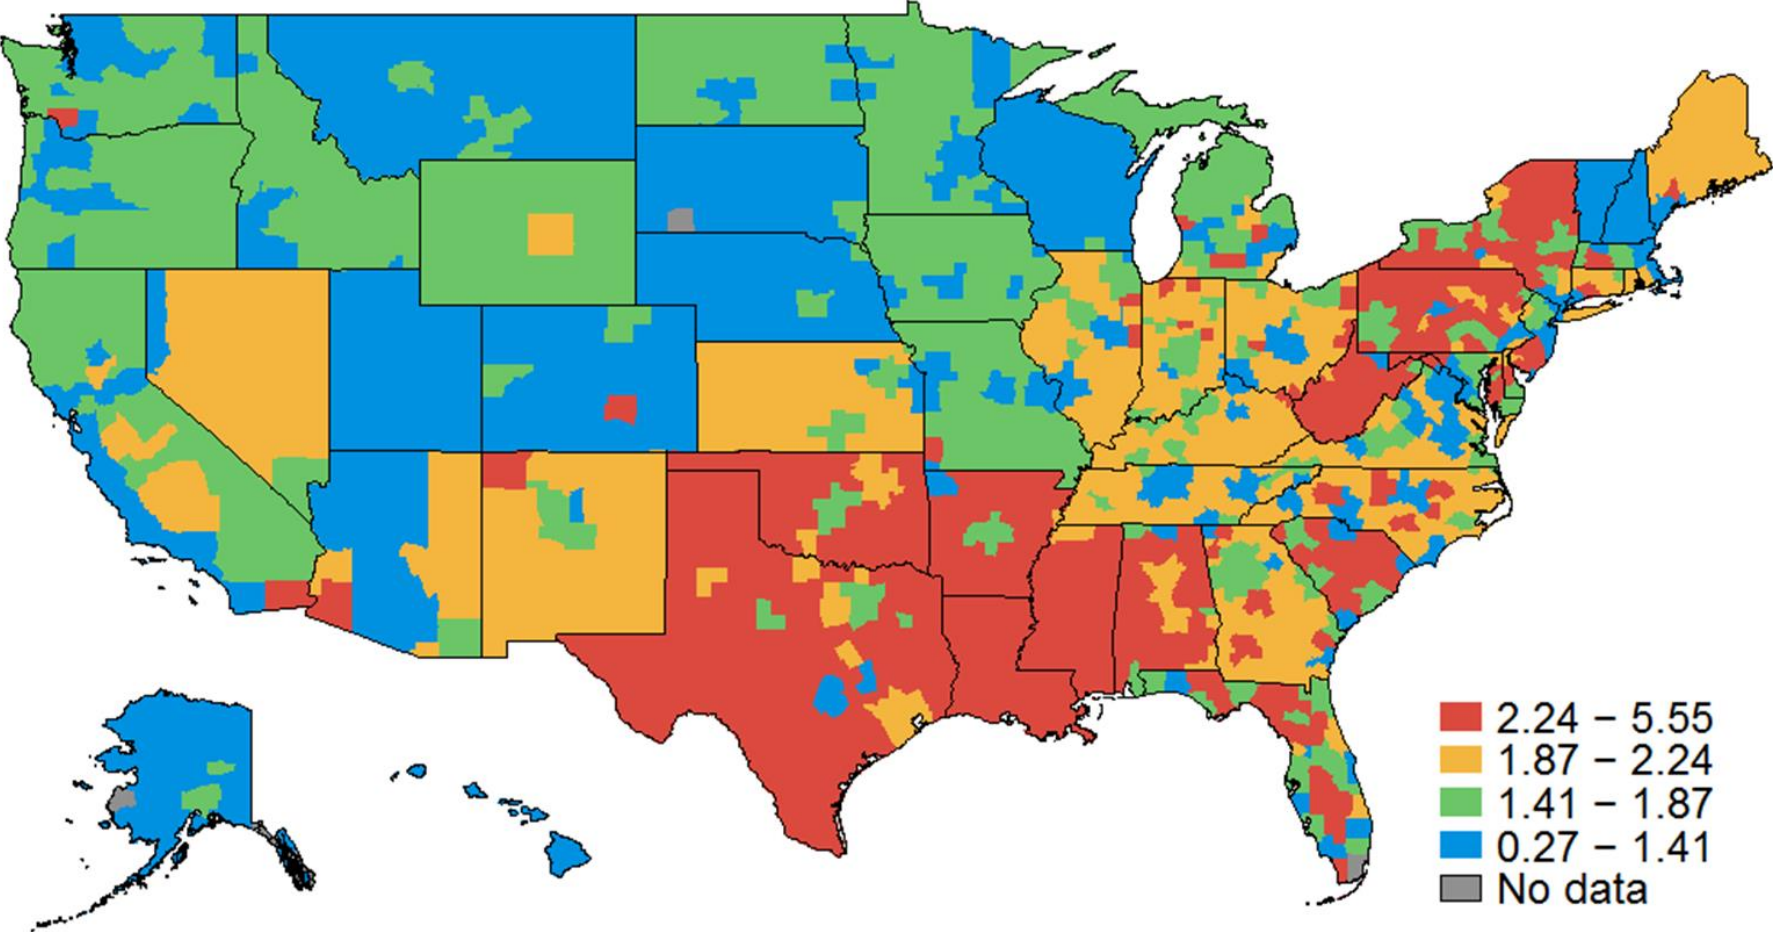 2.24 – 5.55
1.87 – 2.24
1.41 – 1.87
0.27 – 1.41
No data